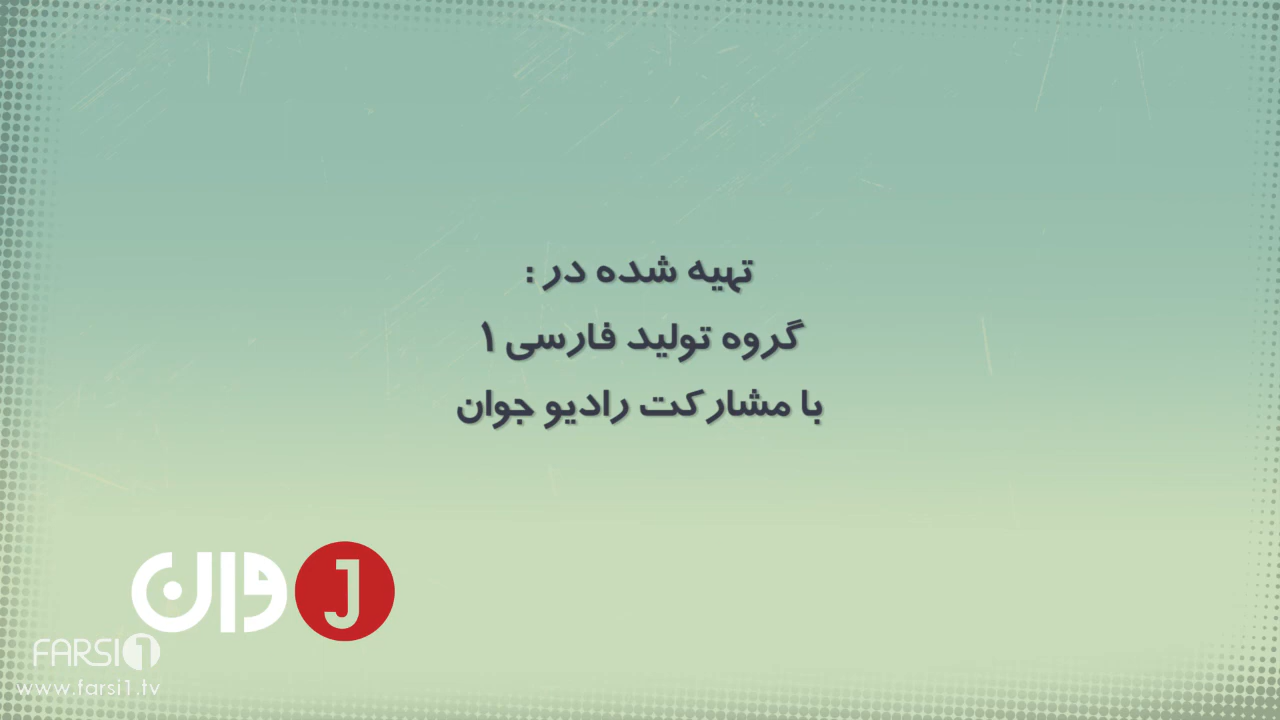 تهیه شده در :
گروه تولید فارسی ۱
با مشارکت رادیو جوان
J وان
FARSI1
www.farsi1.tv